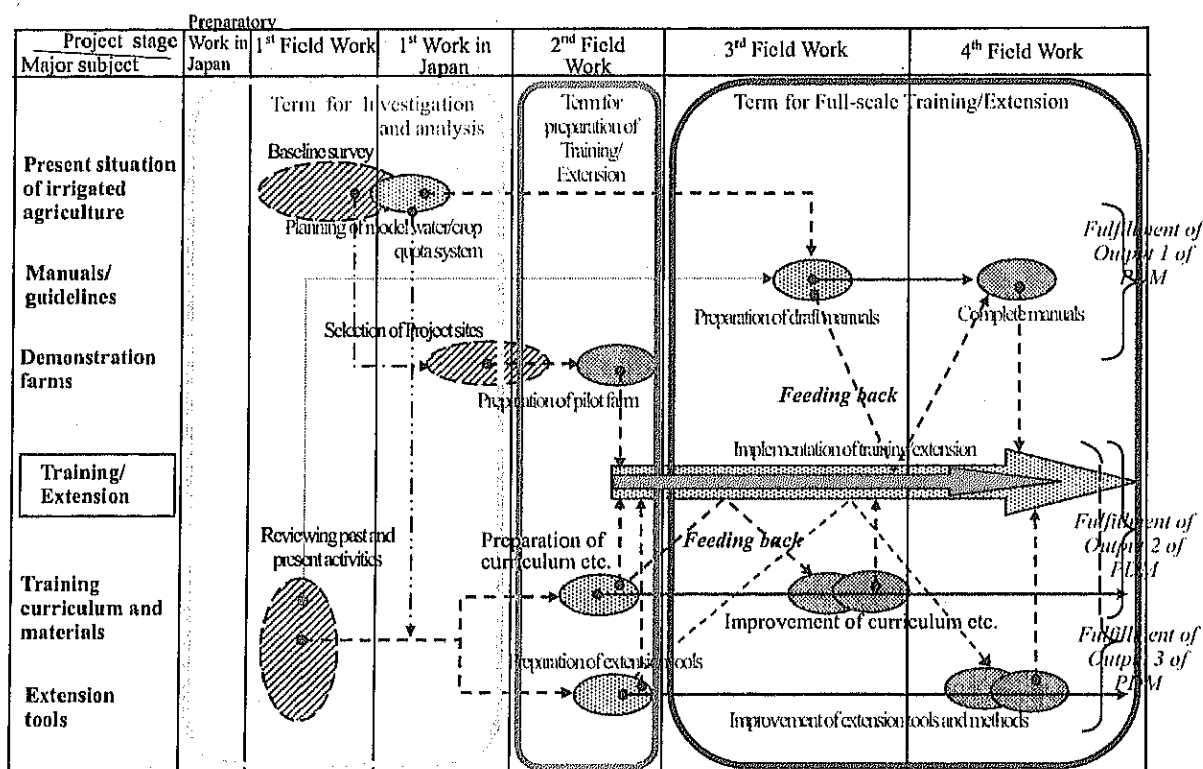 Preparatory
Project stage
Major subject
Work in
Japan
1st Field Work
1st Work in
Japan
2nd Field
Work
3rd Field Work
4th Field Work
Term for Investigation
and analysis
Term for
preparation of
Training/
Extension
Term for Full-scale Training/Extension
Present situation
of irrigated
agriculture
Baseline survey
Planning of model water/crop
quota system
Fulfillment of
Output 1 of
PDM
Manuals/
guidelines
Preparation of draft manuals
Complete manuals
Selection of Project sites
Demonstration
farms
Preparation of pilot farm
Feeding back
Implementation of training/extension
Training/
Extension
Reviewing past and
present activities
Preparation of
curriculum etc.
Feeding back
Fulfillment of
Output 2 of
PDM
Training
curriculum and
materials
Improvement of curriculum etc.
Preparation of extension tools
Fulfillment of
Output 3 of
PDM
Extension
tools
Improvement of extension tools and methods